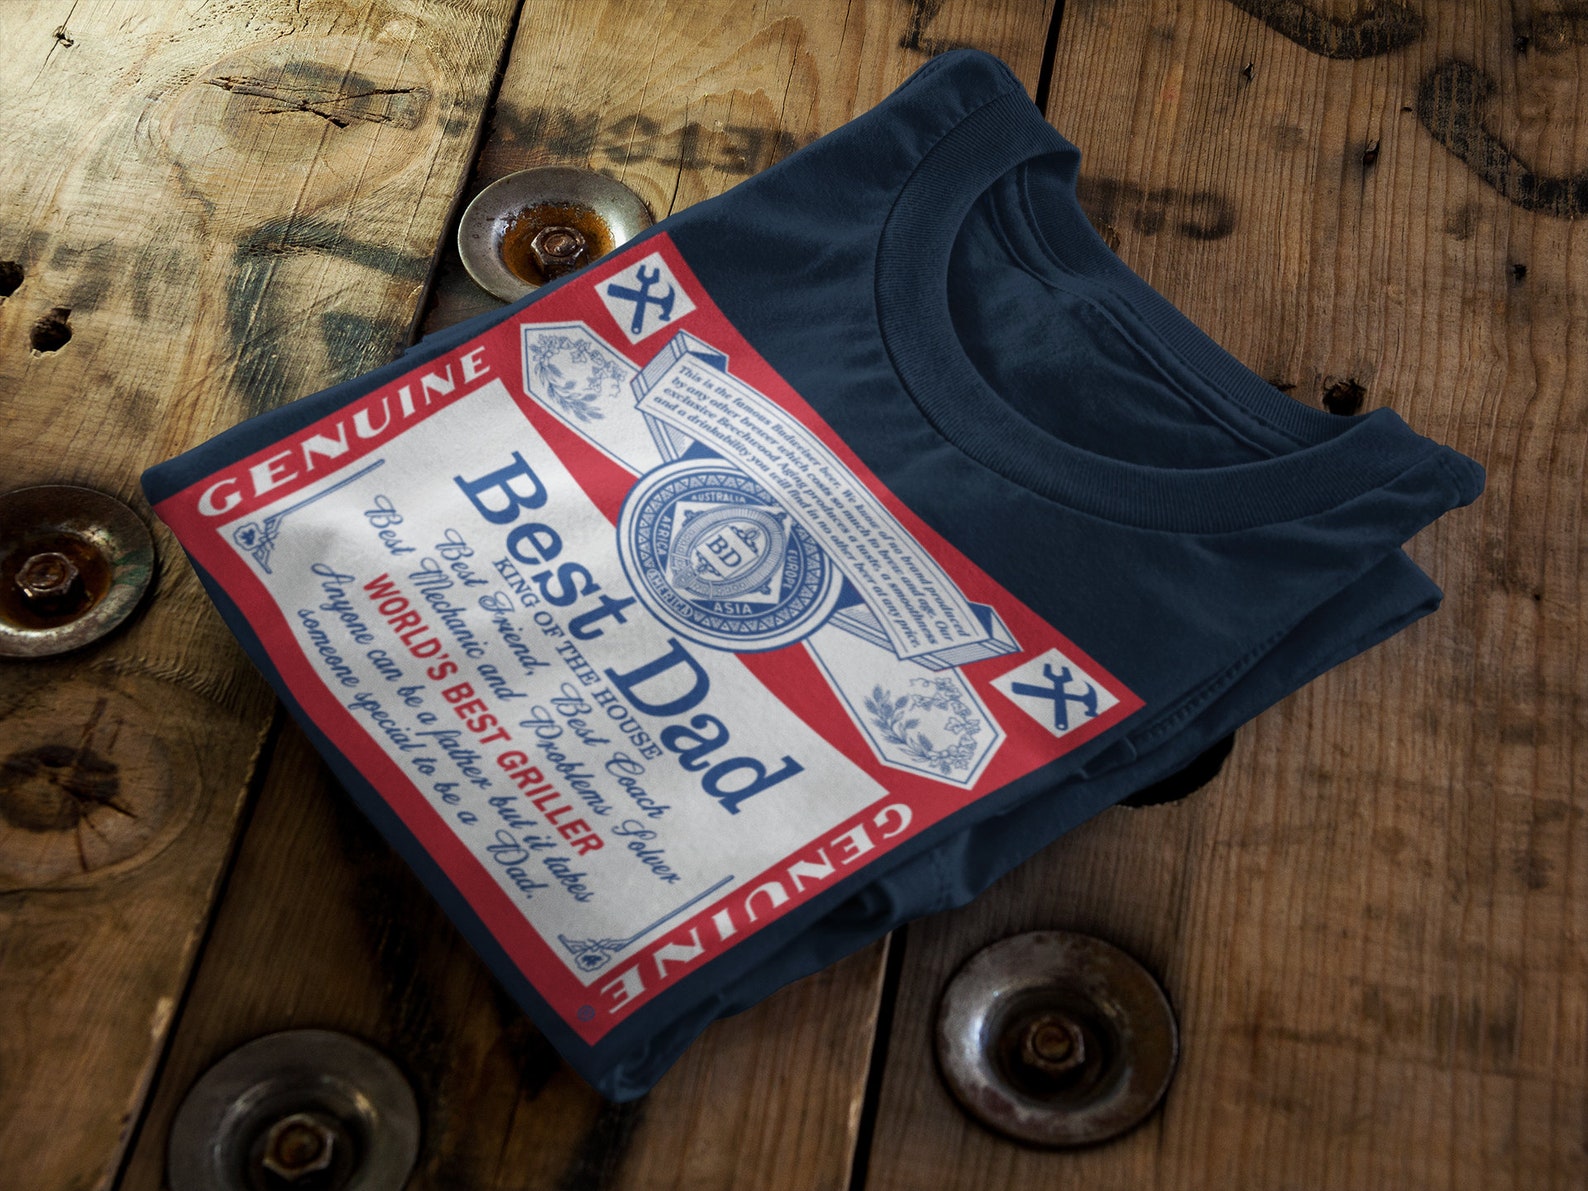 GENUINE
This is the famous Budweiser beer. We know of no brand produced
by any other brewer which costs so much to brew and age. Our
exclusive Beechwood Aging produces a taste, a smoothness
and a drinkability you will find in no other beer at any price.
AUSTRALIA
AFRICA
EUROPE
AMERICA
ASIA
BD
Best Dad
KING OF THE HOUSE
Best Friend, Best Coach
Best Mechanic and Problems Solver
WORLD'S BEST GRILLER
Anyone can be a father but it takes
someone special to be a Dad.
GENUINE